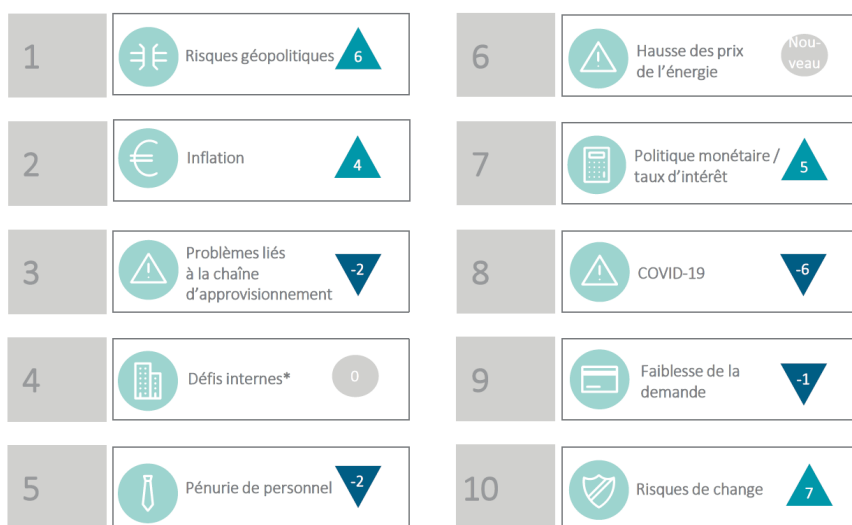 1
Risques géopolitiques
6
2
Inflation
4
3
Problèmes liés
à la chaîne
d'approvisionnement
-2
4
Défis internes*
0
5
Pénurie de personnel
-2
6
Hausse des prix
de l'énergie
Nou-
veau
7
Politique monétaire /
taux d'intérêt
5
8
COVID-19
-6
9
Faiblesse de la
demande
-1
10
Risques de change
7